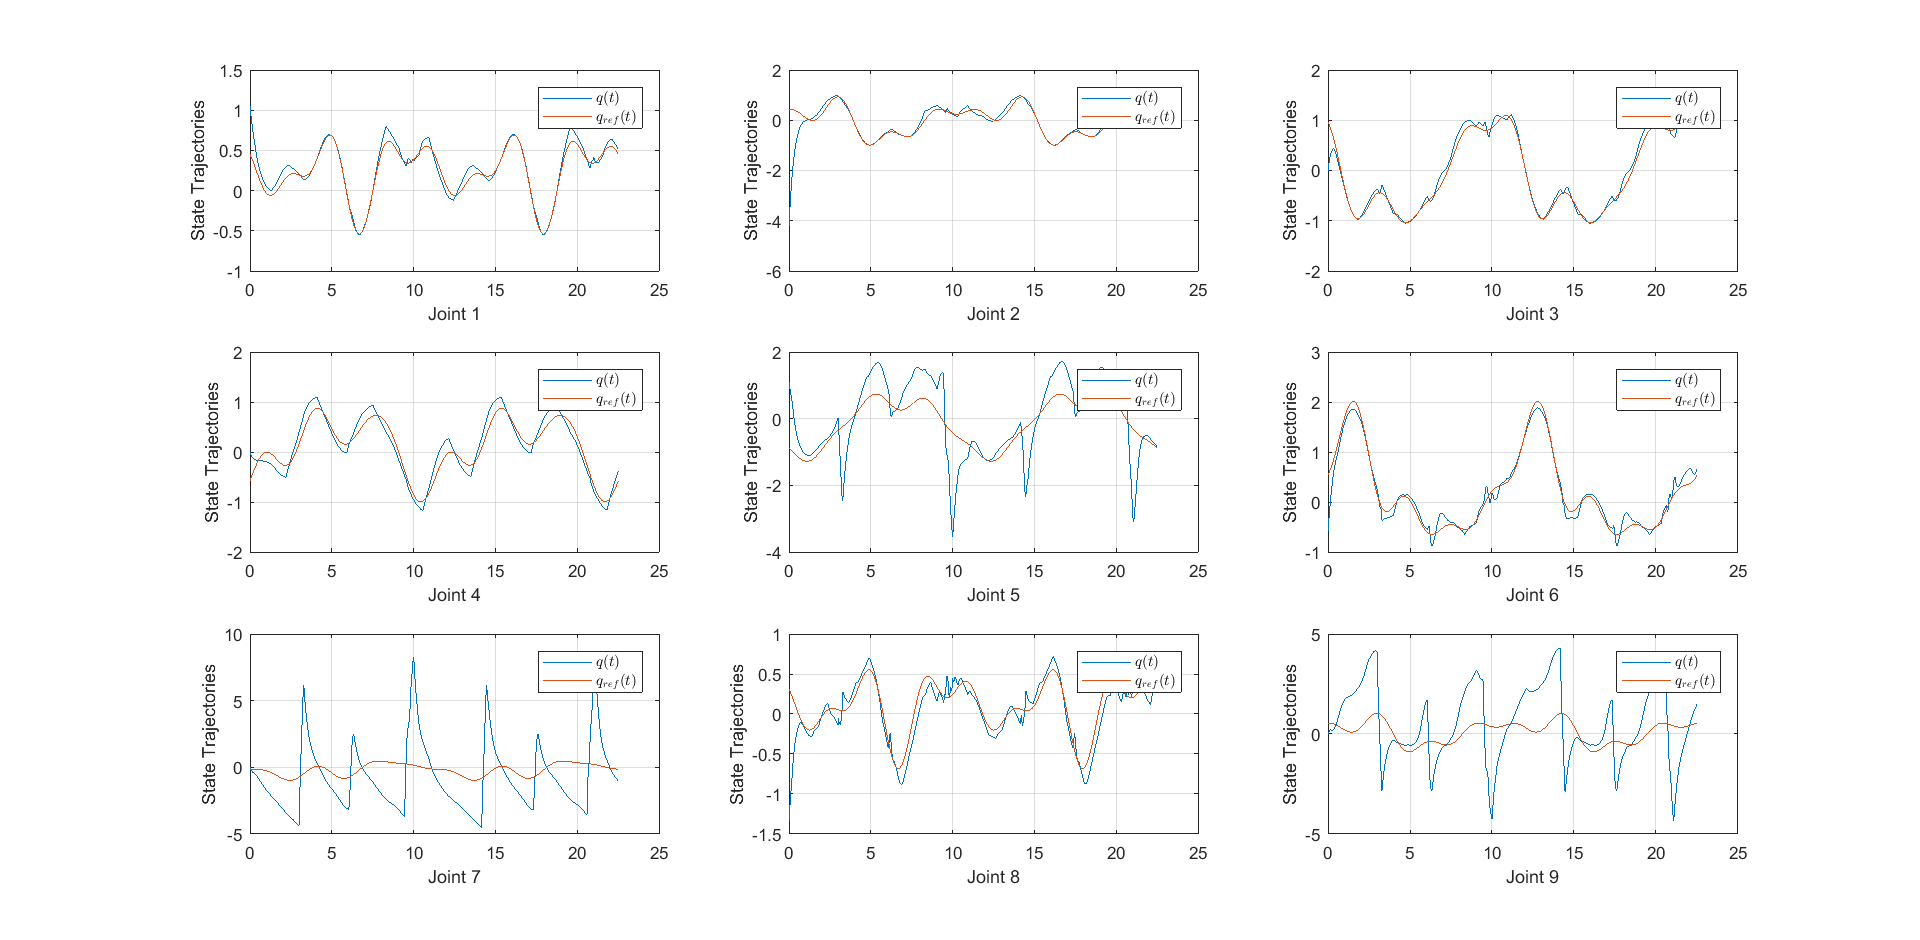 1.5
1
0.5
0
-0.5
-1
State Trajectories
q(t)
q_ref(t)
0 5 10 15 20 25
Joint 1
2
0
-2
-4
-6
State Trajectories
q(t)
q_ref(t)
0 5 10 15 20 25
Joint 2
2
1
0
-1
-2
State Trajectories
q(t)
q_ref(t)
0 5 10 15 20 25
Joint 3
2
1
0
-1
-2
State Trajectories
q(t)
q_ref(t)
0 5 10 15 20 25
Joint 4
2
0
-2
-4
State Trajectories
q(t)
q_ref(t)
0 5 10 15 20 25
Joint 5
3
2
1
0
-1
State Trajectories
q(t)
q_ref(t)
0 5 10 15 20 25
Joint 6
10
5
0
-5
State Trajectories
q(t)
q_ref(t)
0 5 10 15 20 25
Joint 7
1
0.5
0
-0.5
-1
-1.5
State Trajectories
q(t)
q_ref(t)
0 5 10 15 20 25
Joint 8
5
0
-5
State Trajectories
q(t)
q_ref(t)
0 5 10 15 20 25
Joint 9